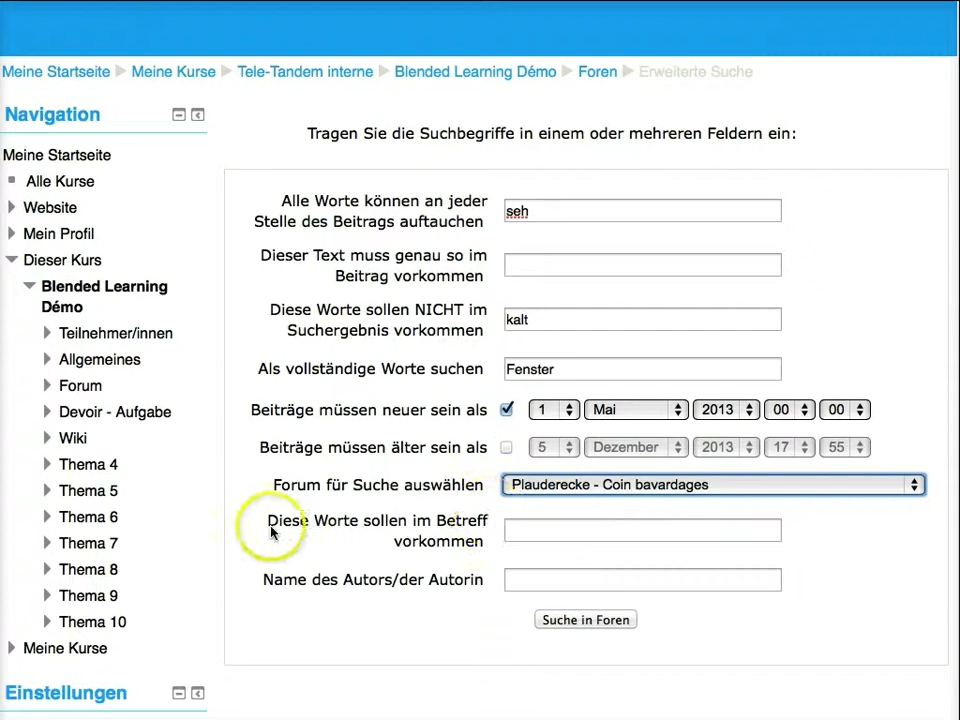 Meine Startseite Meine Kurse Tele-Tandem interne Blended Learning Démo Foren Erweiterte Suche
Navigation
Meine Startseite
Alle Kurse
Website
Mein Profil
Dieser Kurs
Blended Learning
Démo
Teilnehmer/innen
Allgemeines
Forum
Devoir - Aufgabe
Wiki
Thema 4
Thema 5
Thema 6
Thema 7
Thema 8
Thema 9
Thema 10
Meine Kurse
Einstellungen
Tragen Sie die Suchbegriffe in einem oder mehreren Feldern ein:
Alle Worte können an jeder
Stelle des Beitrags auftauchen
seh
Dieser Text muss genau so im
Beitrag vorkommen
Diese Worte sollen NICHT im
Suchergebnis vorkommen
kalt
Als vollständige Worte suchen
Fenster
Beiträge müssen neuer sein als 1 Mai 2013 00 00
Beiträge müssen älter sein als 5 Dezember 2013 17 55
Forum für Suche auswählen Plauderecke - Coin bavardages
Diese Worte sollen im Betreff
vorkommen
Name des Autors/der Autorin
Suche in Foren